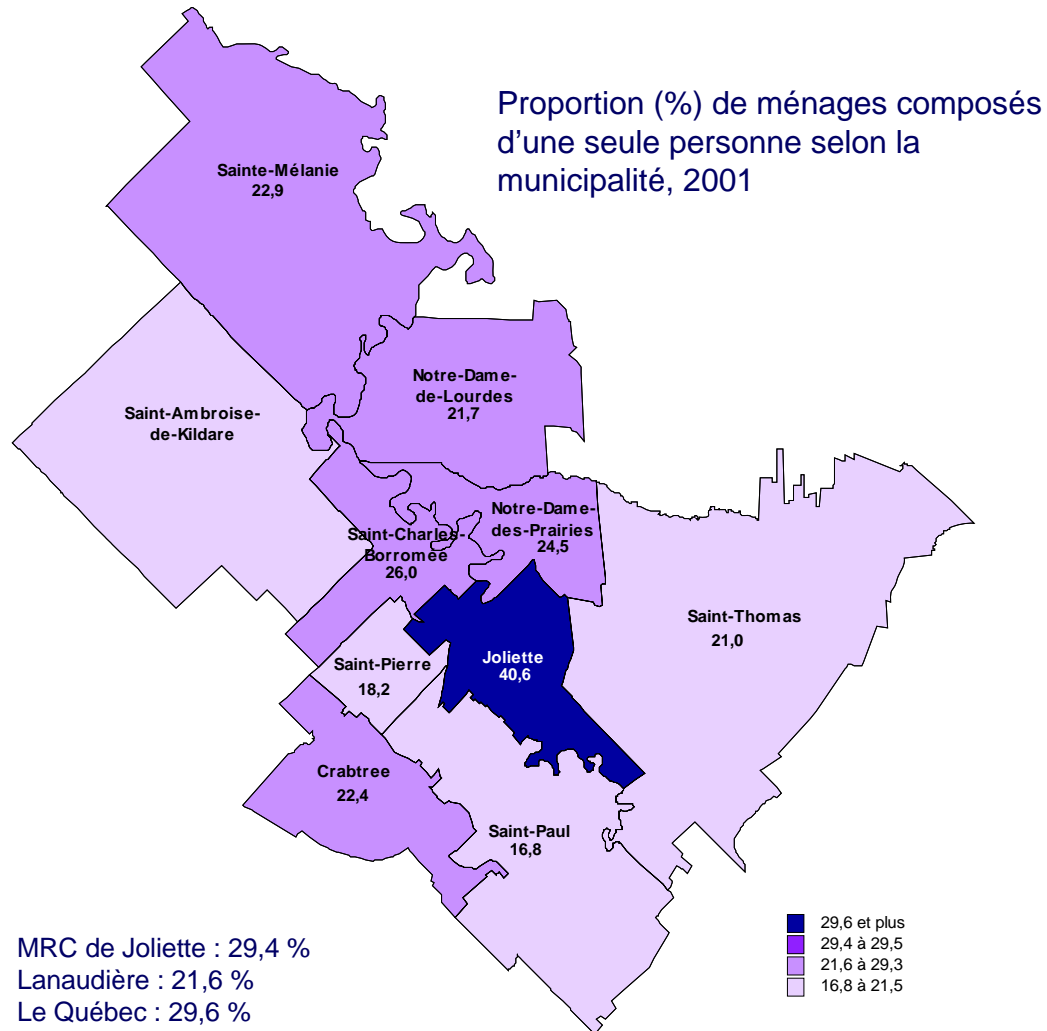 Proportion (%) de ménages composés
d'une seule personne selon la
municipalité, 2001
Sainte-Mélanie
22,9
Notre-Dame-
de-Lourdes
21,7
Saint-Ambroise-
de-Kildare
Notre-Dame-
des-Prairies
24,5
Saint-Charles-
Borromée
26,0
Saint-Thomas
21,0
Saint-Pierre
18,2
Joliette
40,6
Crabtree
22,4
Saint-Paul
16,8
MRC de Joliette : 29,4 %
Lanaudière : 21,6 %
Le Québec : 29,6 %
29,6 et plus
29,4 à 29,5
21,6 à 29,3
16,8 à 21,5